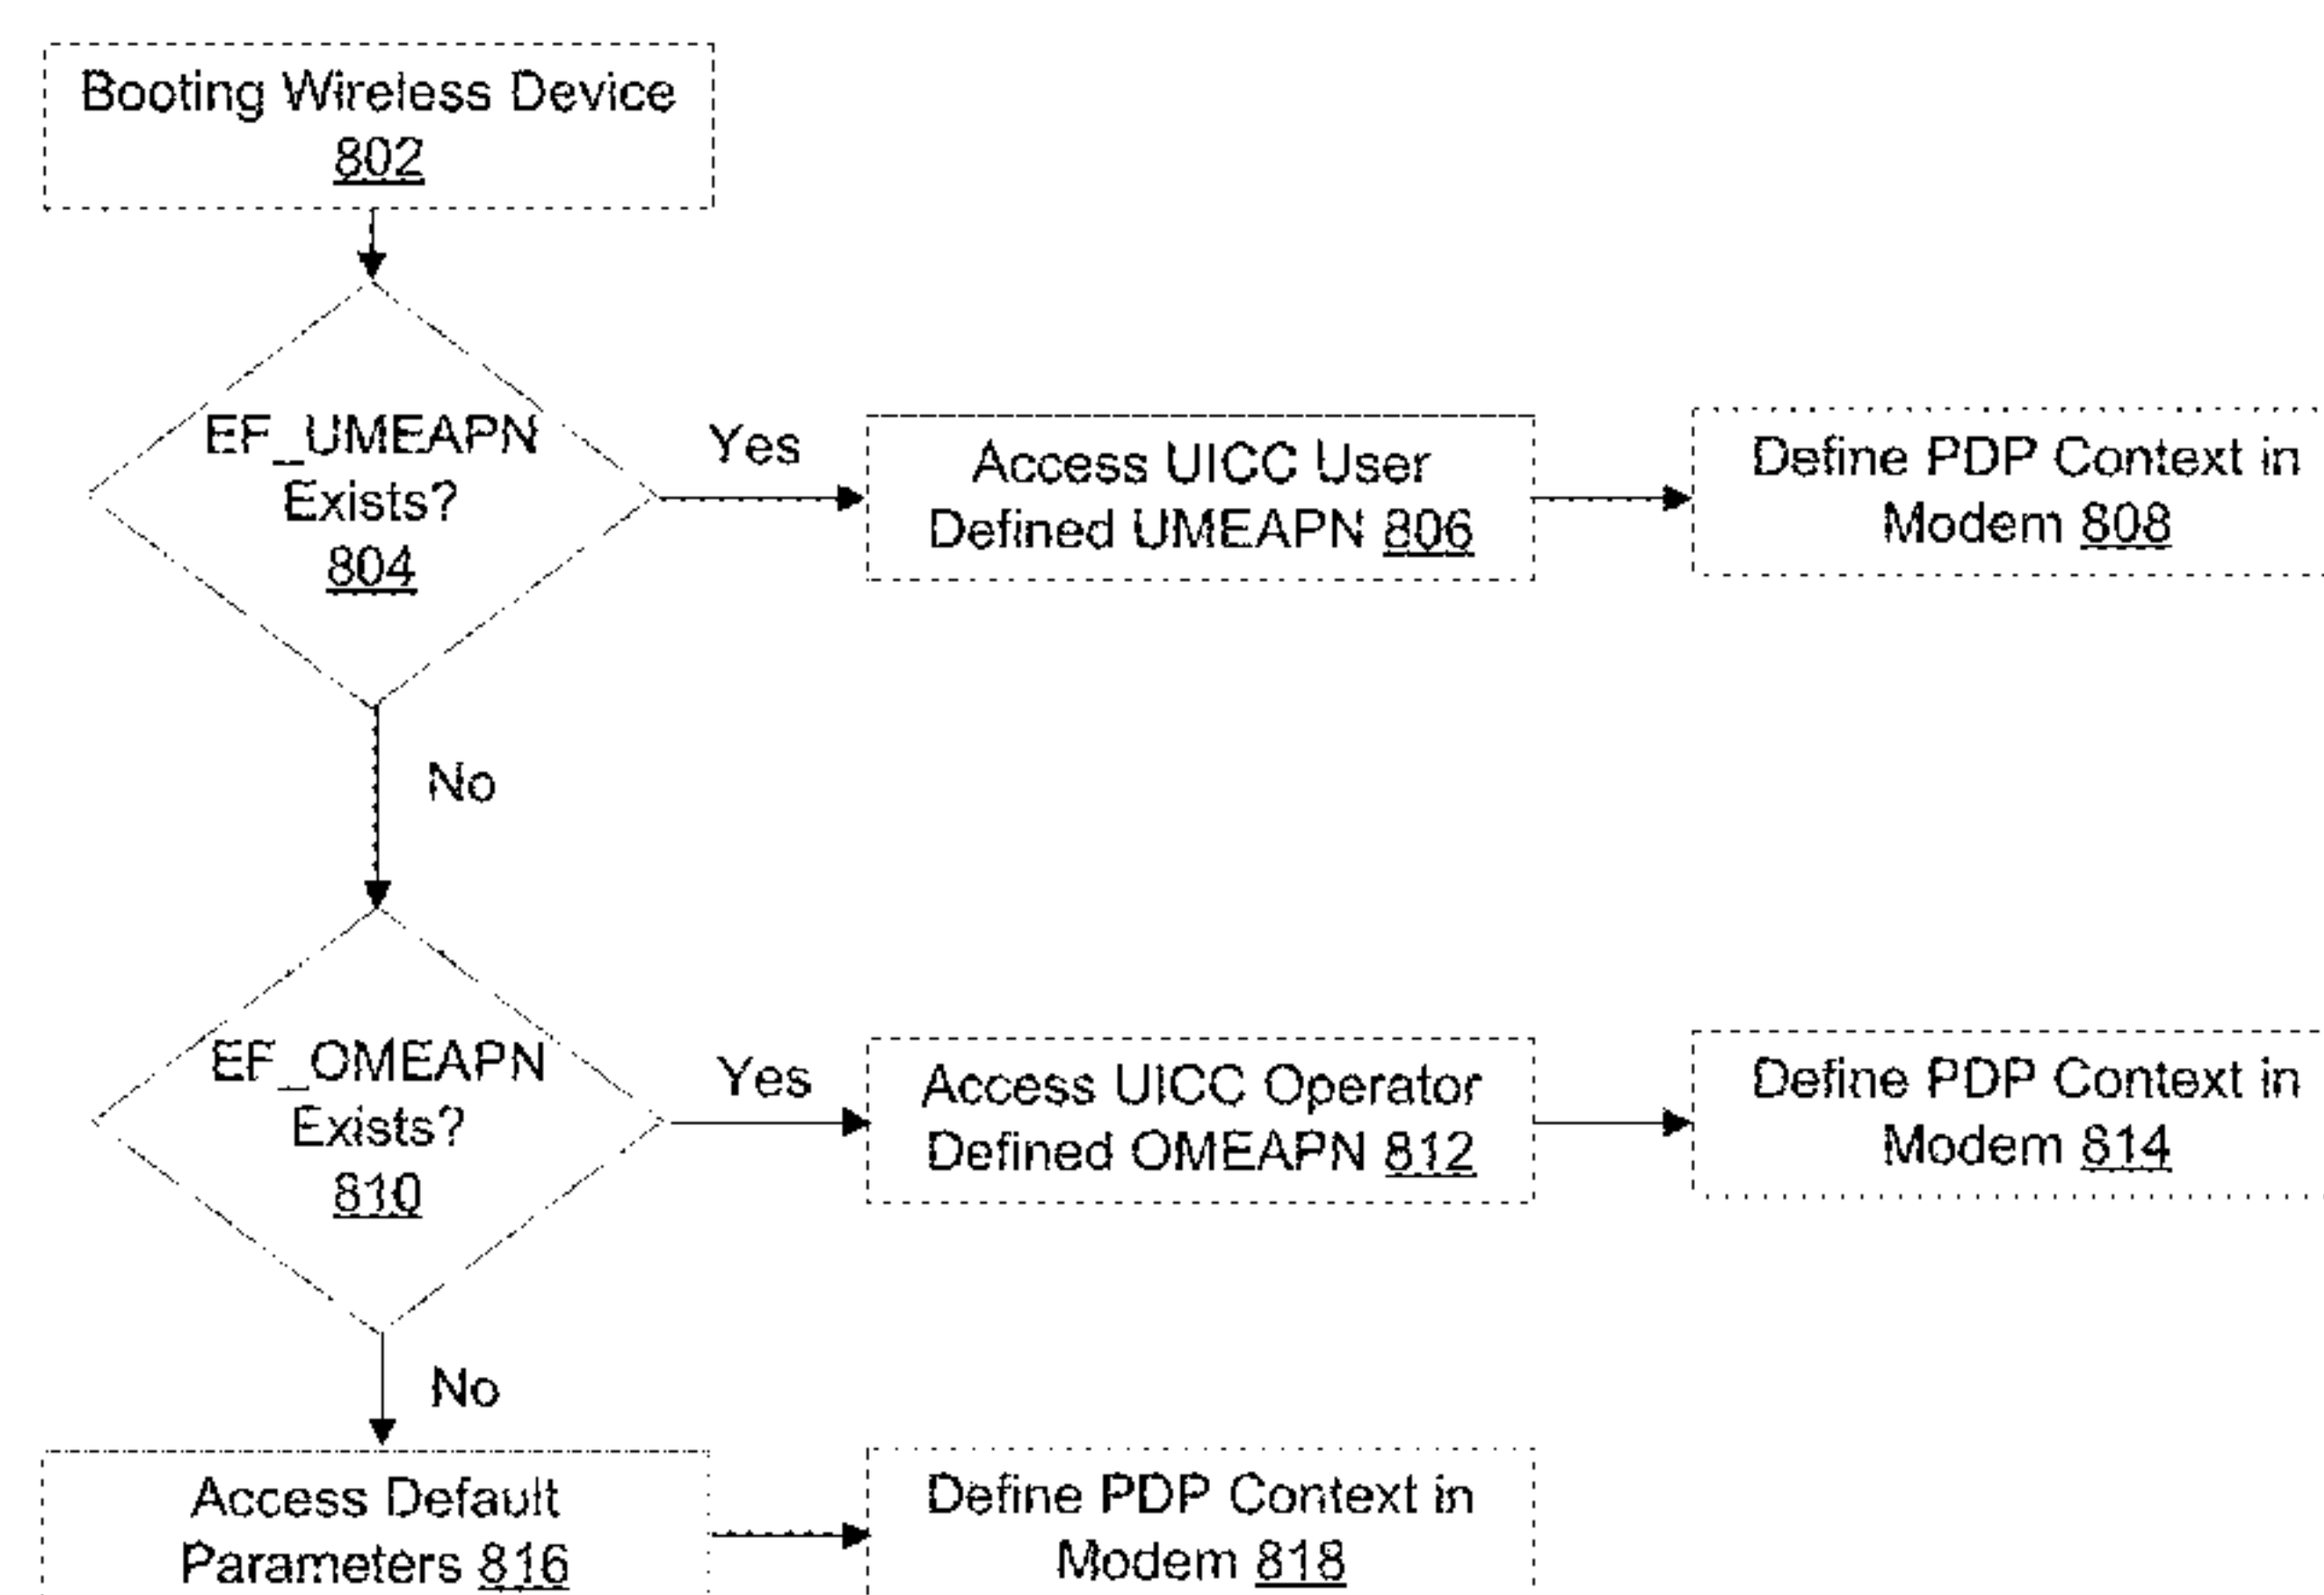 Booting Wireless Device
802
EF_UMEAPN
Exists?
804
Yes
Access UICC User
Defined UMEAPN 806
Define PDP Context in
Modem 808
No
EF_OMEAPN
Exists?
810
Yes
Access UICC Operator
Defined OMEAPN 812
Define PDP Context in
Modem 814
No
Access Default
Parameters 816
Define PDP Context in
Modem 818